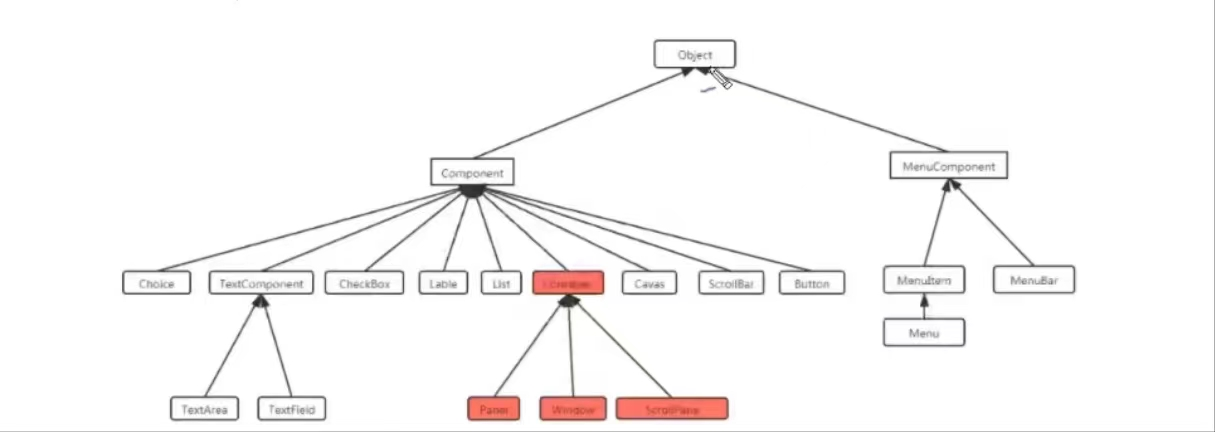 Object
Component
MenuComponent
Choice
TextComponent
CheckBox
Lable
List
Container
Cavas
ScrollBar
Button
MenuItem
MenuBar
Menu
TextArea
TextField
Panel
Window
ScrollPane